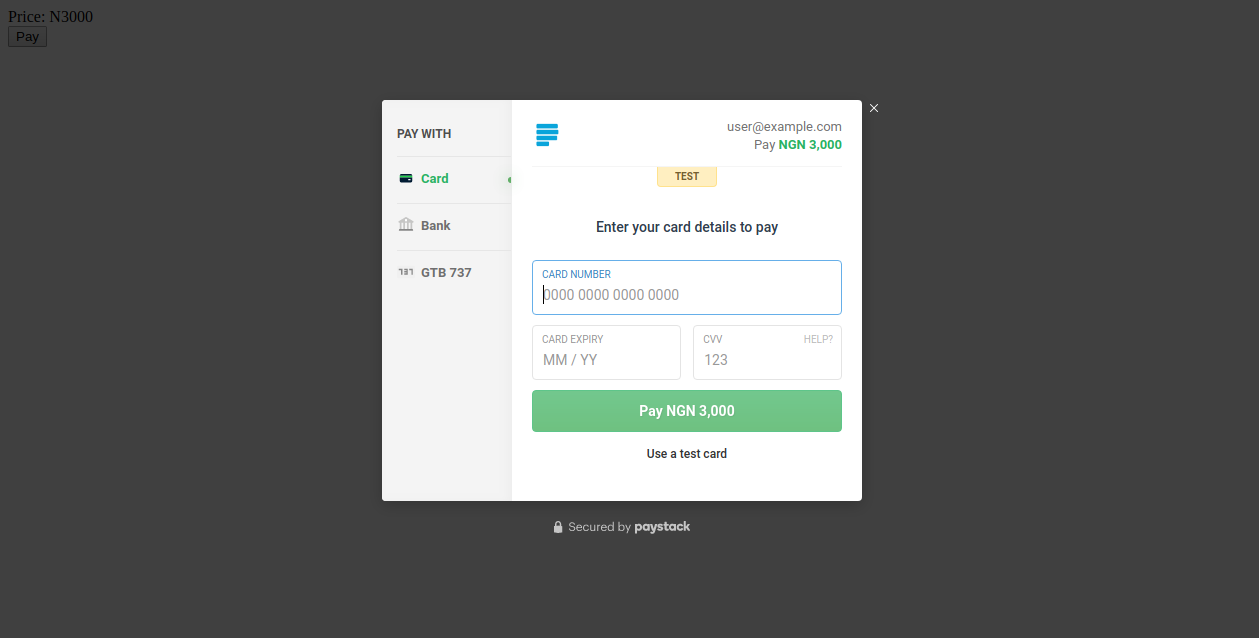 Price: N3000
Pay
PAY WITH
Card
Bank
737 GTB 737
user@example.com
Pay NGN 3,000
TEST
Enter your card details to pay
CARD NUMBER
0000 0000 0000 0000
CARD EXPIRY
MM / YY
CVV HELP?
123
Pay NGN 3,000
Use a test card
Secured by paystack